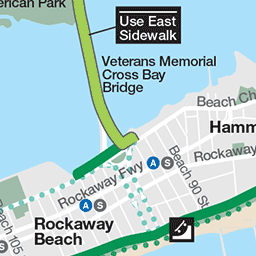 erican Park
Use East
Sidewalk
Veterans Memorial
Cross Bay
Bridge
Beach Ch
Hamm
Rockaway
Rockaway Fwy
A S
Beach 90 St
A S
Rockaway
Beach
Beach 105
A S